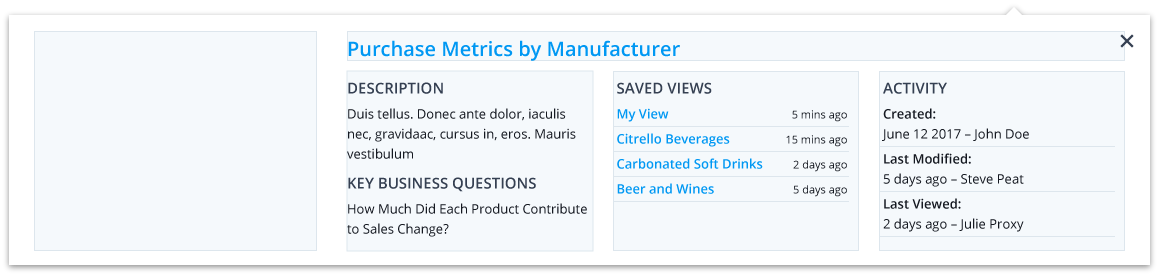 Purchase Metrics by Manufacturer
DESCRIPTION
Duis tellus. Donec ante dolor, iaculis
nec, gravidaac, cursus in, eros. Mauris
vestibulum
KEY BUSINESS QUESTIONS
How Much Did Each Product Contribute
to Sales Change?
SAVED VIEWS
My View 5 mins ago
Citrello Beverages 15 mins ago
Carbonated Soft Drinks 2 days ago
Beer and Wines 5 days ago
ACTIVITY
Created:
June 12 2017 – John Doe
Last Modified:
5 days ago – Steve Peat
Last Viewed:
2 days ago – Julie Proxy